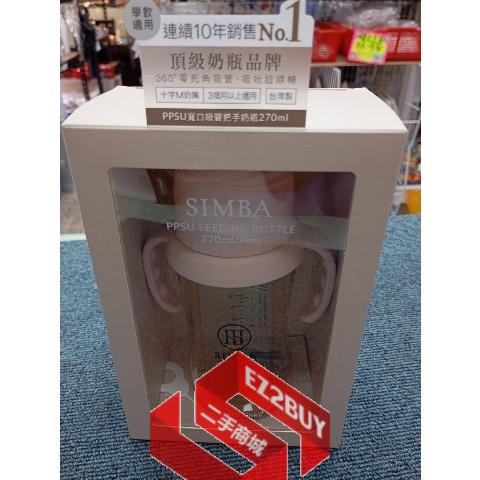 學飲
適用
連續10年銷售No.1
頂級奶瓶品牌
360°零死角吸管·吸吮超順暢
十字M奶嘴 3個月以上適用 台灣製
PPSU寬口吸管把手奶瓶270ml
SIMBA
PPSU FEEDING BOTTLE
270ml/9oz
EZ2BUY
二手商城